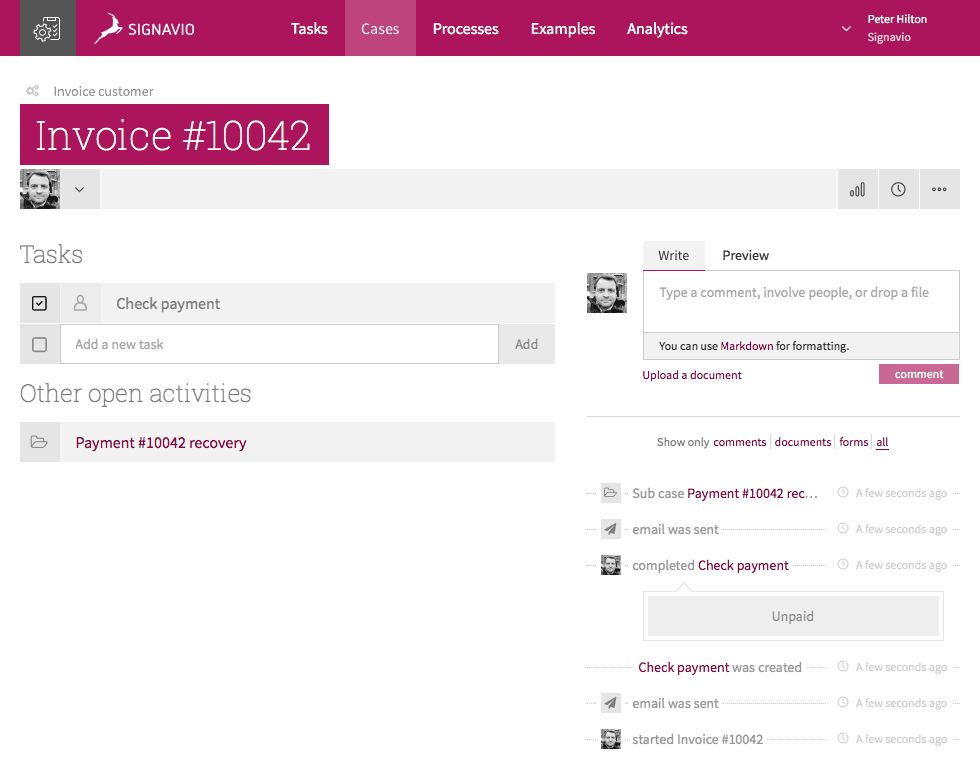 SIGNAVIO
Tasks
Cases
Processes
Examples
Analytics
Peter Hilton
Signavio
Invoice customer
Invoice #10042
Tasks
Check payment
Add a new task
Add
Other open activities
Payment #10042 recovery
Write
Preview
Type a comment, involve people, or drop a file
You can use Markdown for formatting.
Upload a document
comment
Show only comments documents forms all
Sub case Payment #10042 rec... A few seconds ago
email was sent A few seconds ago
completed Check payment A few seconds ago
Unpaid
Check payment was created A few seconds ago
email was sent A few seconds ago
started Invoice #10042 A few seconds ago